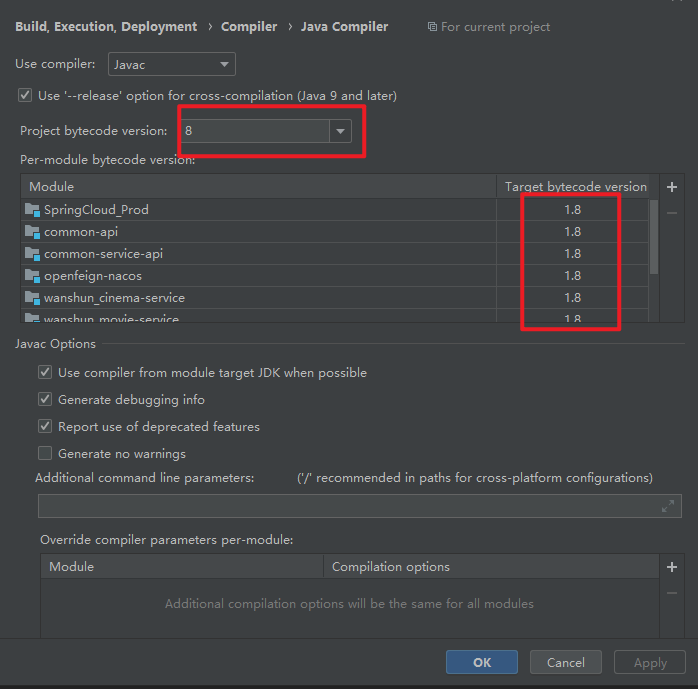 Build, Execution, Deployment › Compiler › Java Compiler For current project
Use compiler: Javac
Use '--release' option for cross-compilation (Java 9 and later)
Project bytecode version: 8
Per-module bytecode version:
Module Target bytecode version
SpringCloud_Prod 1.8
common-api 1.8
common-service-api 1.8
openfeign-nacos 1.8
wanshun_cinema-service 1.8
wanshun_movie-service 1.8
Javac Options
Use compiler from module target JDK when possible
Generate debugging info
Report use of deprecated features
Generate no warnings
Additional command line parameters: ('/' recommended in paths for cross-platform configurations)
Override compiler parameters per-module:
Module Compilation options
Additional compilation options will be the same for all modules
OK Cancel Apply